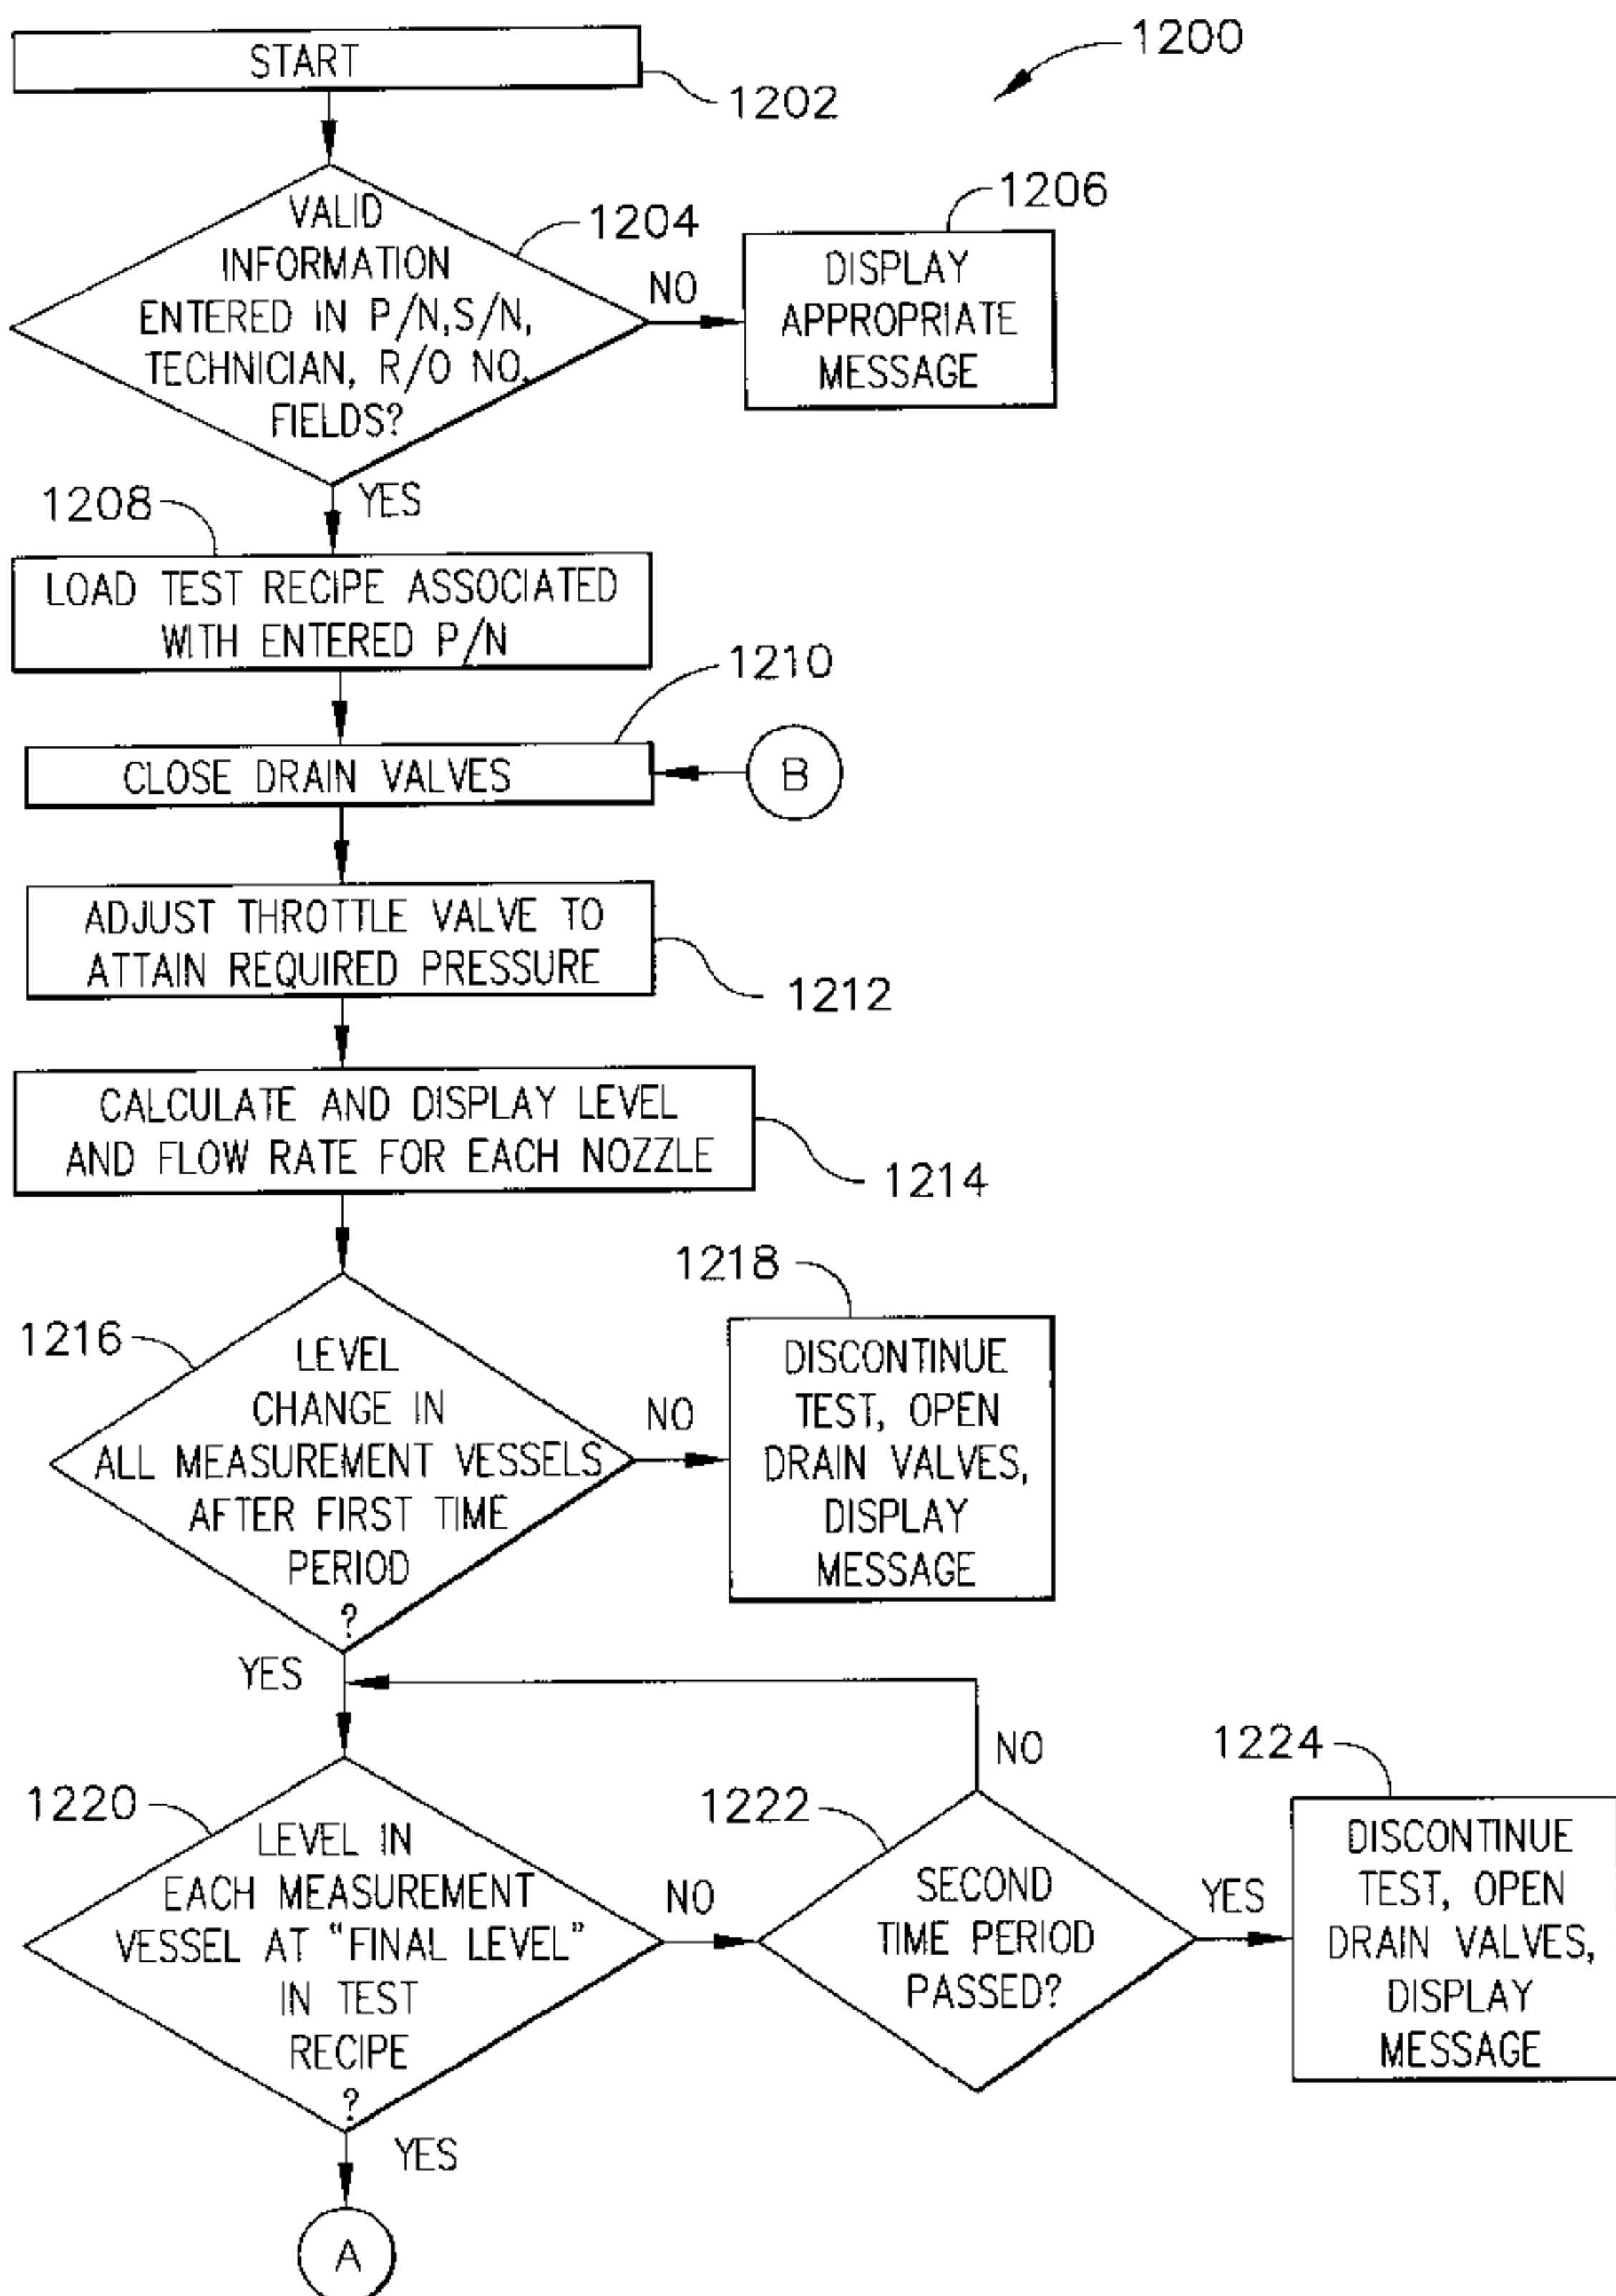 1200
START
1202
VALID
INFORMATION
ENTERED IN P/N,S/N,
TECHNICIAN, R/O NO.
FIELDS?
1204
NO
1206
DISPLAY
APPROPRIATE
MESSAGE
YES
1208
LOAD TEST RECIPE ASSOCIATED
WITH ENTERED P/N
1210
CLOSE DRAIN VALVES
B
ADJUST THROTTLE VALVE TO
ATTAIN REQUIRED PRESSURE
1212
CALCULATE AND DISPLAY LEVEL
AND FLOW RATE FOR EACH NOZZLE
1214
1216
LEVEL
CHANGE IN
ALL MEASUREMENT VESSELS
AFTER FIRST TIME
PERIOD
?
NO
1218
DISCONTINUE
TEST, OPEN
DRAIN VALVES,
DISPLAY
MESSAGE
YES
1220
LEVEL IN
EACH MEASUREMENT
VESSEL AT "FINAL LEVEL"
IN TEST
RECIPE
?
NO
1222
SECOND
TIME PERIOD
PASSED?
NO
YES
1224
DISCONTINUE
TEST, OPEN
DRAIN VALVES,
DISPLAY
MESSAGE
YES
A